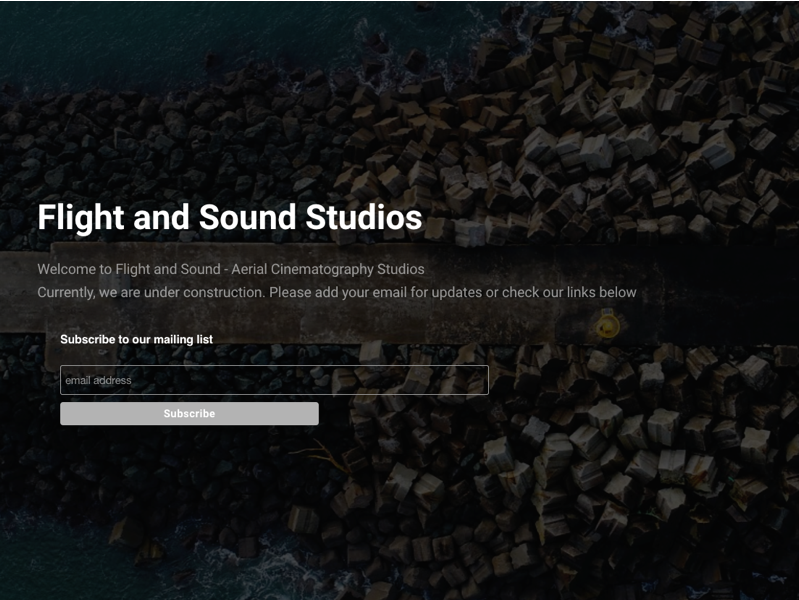 Flight and Sound Studios
Welcome to Flight and Sound - Aerial Cinematography Studios
Currently, we are under construction. Please add your email for updates or check our links below
Subscribe to our mailing list
email address
Subscribe